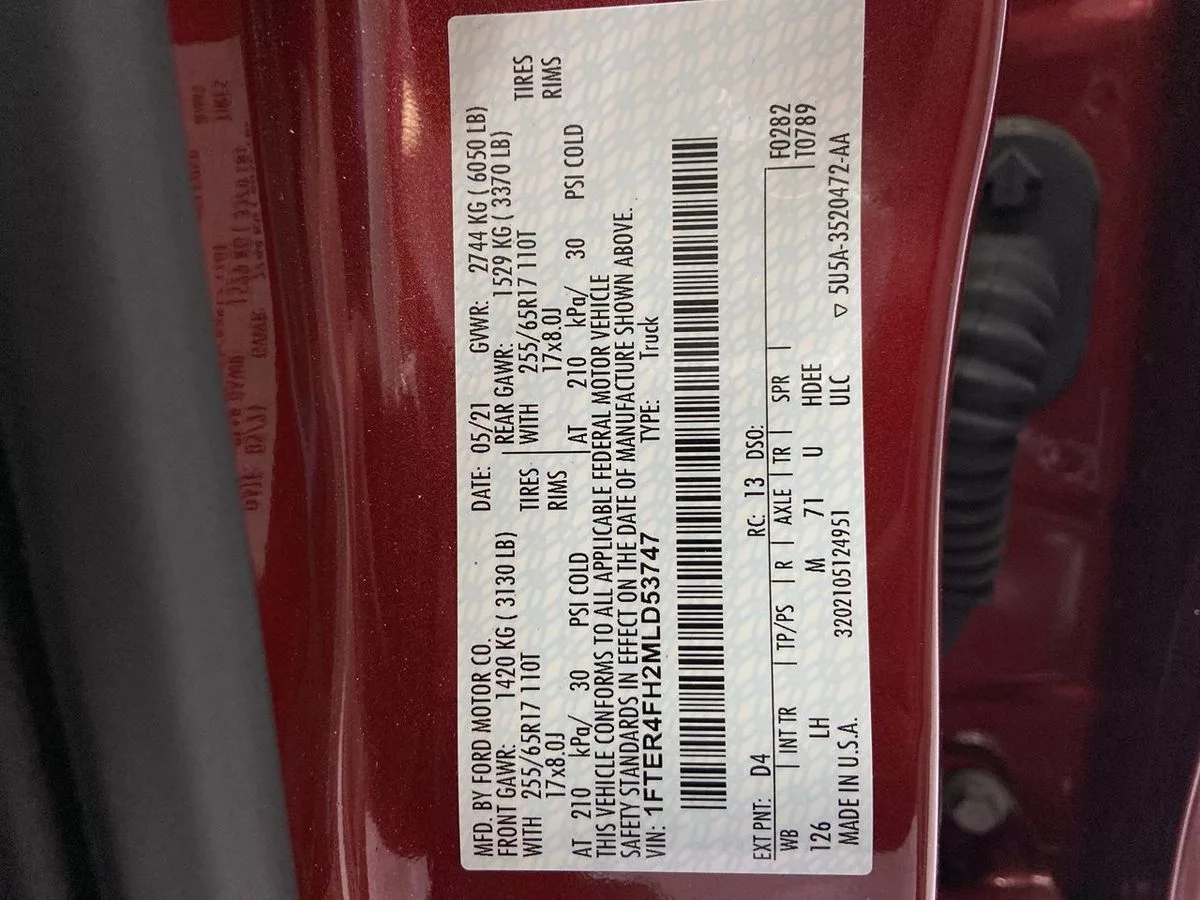 MFD. BY FORD MOTOR CO. DATE: 05/21 GVWR: 2744 KG ( 6050 LB)
FRONT GAWR: 1420 KG ( 3130 LB) REAR GAWR: 1529 KG ( 3370 LB)
WITH 255/65R17 110T TIRES WITH 255/65R17 110T TIRES
17x8.0J RIMS 17x8.0J RIMS
AT 210 kPa/ 30 PSI COLD AT 210 kPa/ 30 PSI COLD
THIS VEHICLE CONFORMS TO ALL APPLICABLE FEDERAL MOTOR VEHICLE
SAFETY STANDARDS IN EFFECT ON THE DATE OF MANUFACTURE SHOWN ABOVE.
VIN: 1FTER4FH2MLD53747 TYPE: Truck
EXT PNT: D4 RC: 13 DSO: F0282
WB INT TR TP/PS R AXLE TR SPR T0789
126 LH M 71 U HDEE
MADE IN U.S.A. 3202105124951 ULC ▽ 5U5A-3520472-AA